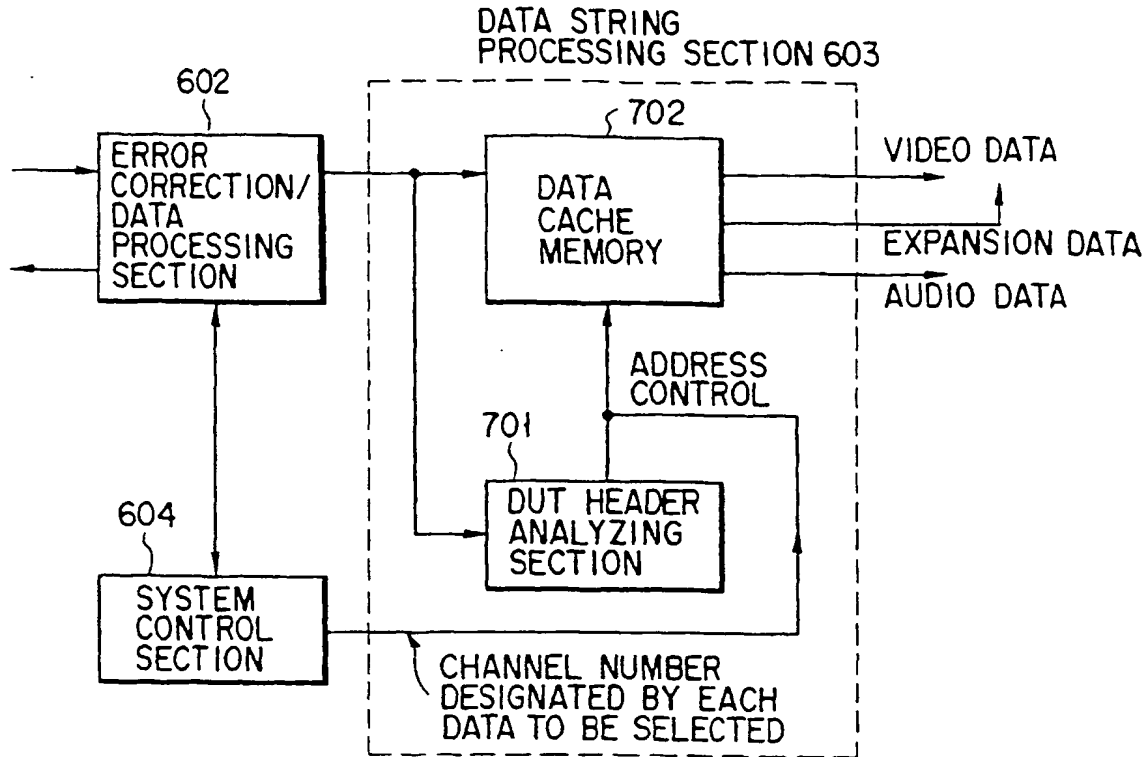 DATA STRING
PROCESSING SECTION 603
602
702
ERROR
CORRECTION/
DATA
PROCESSING
SECTION
DATA
CACHE
MEMORY
VIDEO DATA
EXPANSION DATA
AUDIO DATA
ADDRESS
CONTROL
701
DUT HEADER
ANALYZING
SECTION
604
SYSTEM
CONTROL
SECTION
CHANNEL NUMBER
DESIGNATED BY EACH
DATA TO BE SELECTED